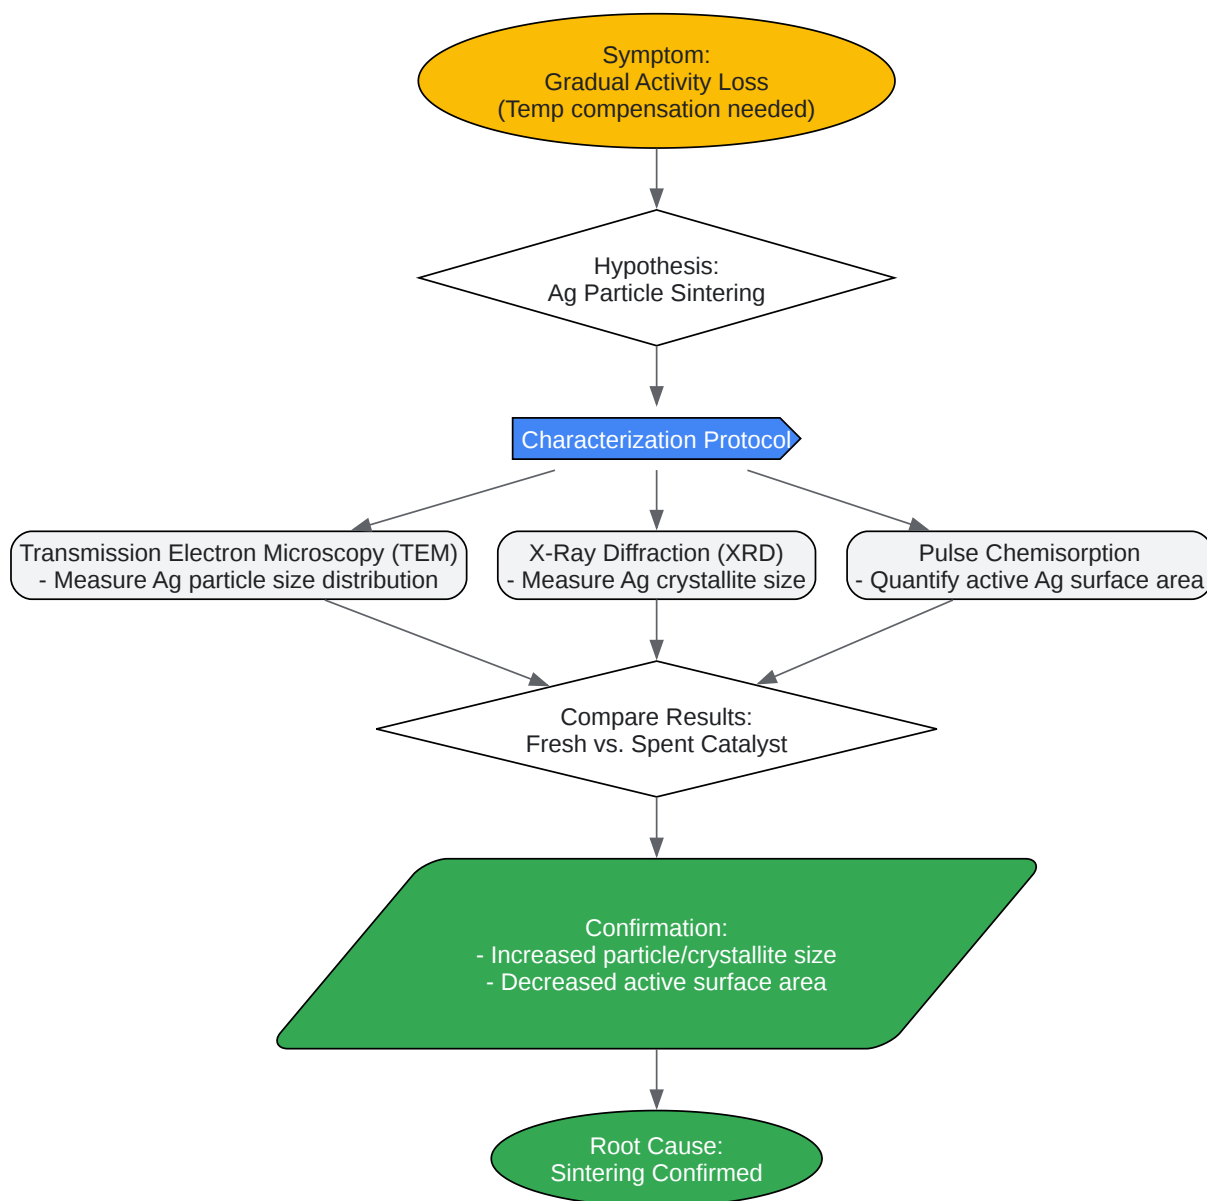 Symptom:
Gradual Activity Loss
(Temp compensation needed)
Hypothesis:
Ag Particle Sintering
Characterization Protocol
Transmission Electron Microscopy (TEM)
- Measure Ag particle size distribution
X-Ray Diffraction (XRD)
- Measure Ag crystallite size
Pulse Chemisorption
- Quantify active Ag surface area
Compare Results:
Fresh vs. Spent Catalyst
Confirmation:
- Increased particle/crystallite size
- Decreased active surface area
Root Cause:
Sintering Confirmed